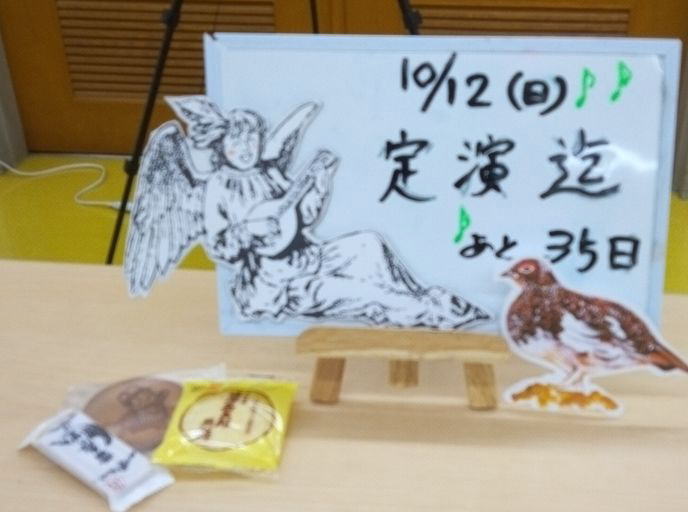 10/12(日)
定演迄
あと 35日